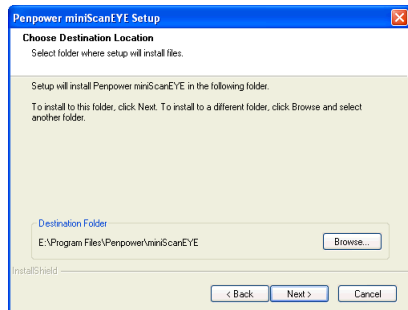 Penpower miniScanEYE Setup
Choose Destination Location
Select folder where setup will install files.
Setup will install Penpower miniScanEYE in the following folder.
To install to this folder, click Next. To install to a different folder, click Browse and select
another folder.
Destination Folder
E:\Program Files\Penpower\miniScanEYE
Browse...
InstallShield
< Back
Next >
Cancel